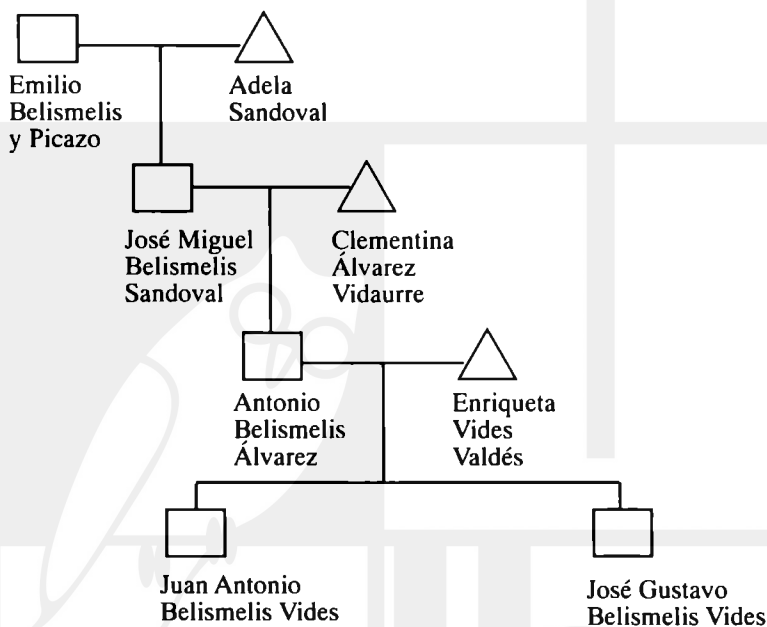 Emilio
Belismelis
y Picazo
Adela
Sandoval
José Miguel
Belismelis
Sandoval
Clementina
Álvarez
Vidaurre
Antonio
Belismelis
Álvarez
Enriqueta
Vides
Valdés
Juan Antonio
Belismelis Vides
José Gustavo
Belismelis Vides